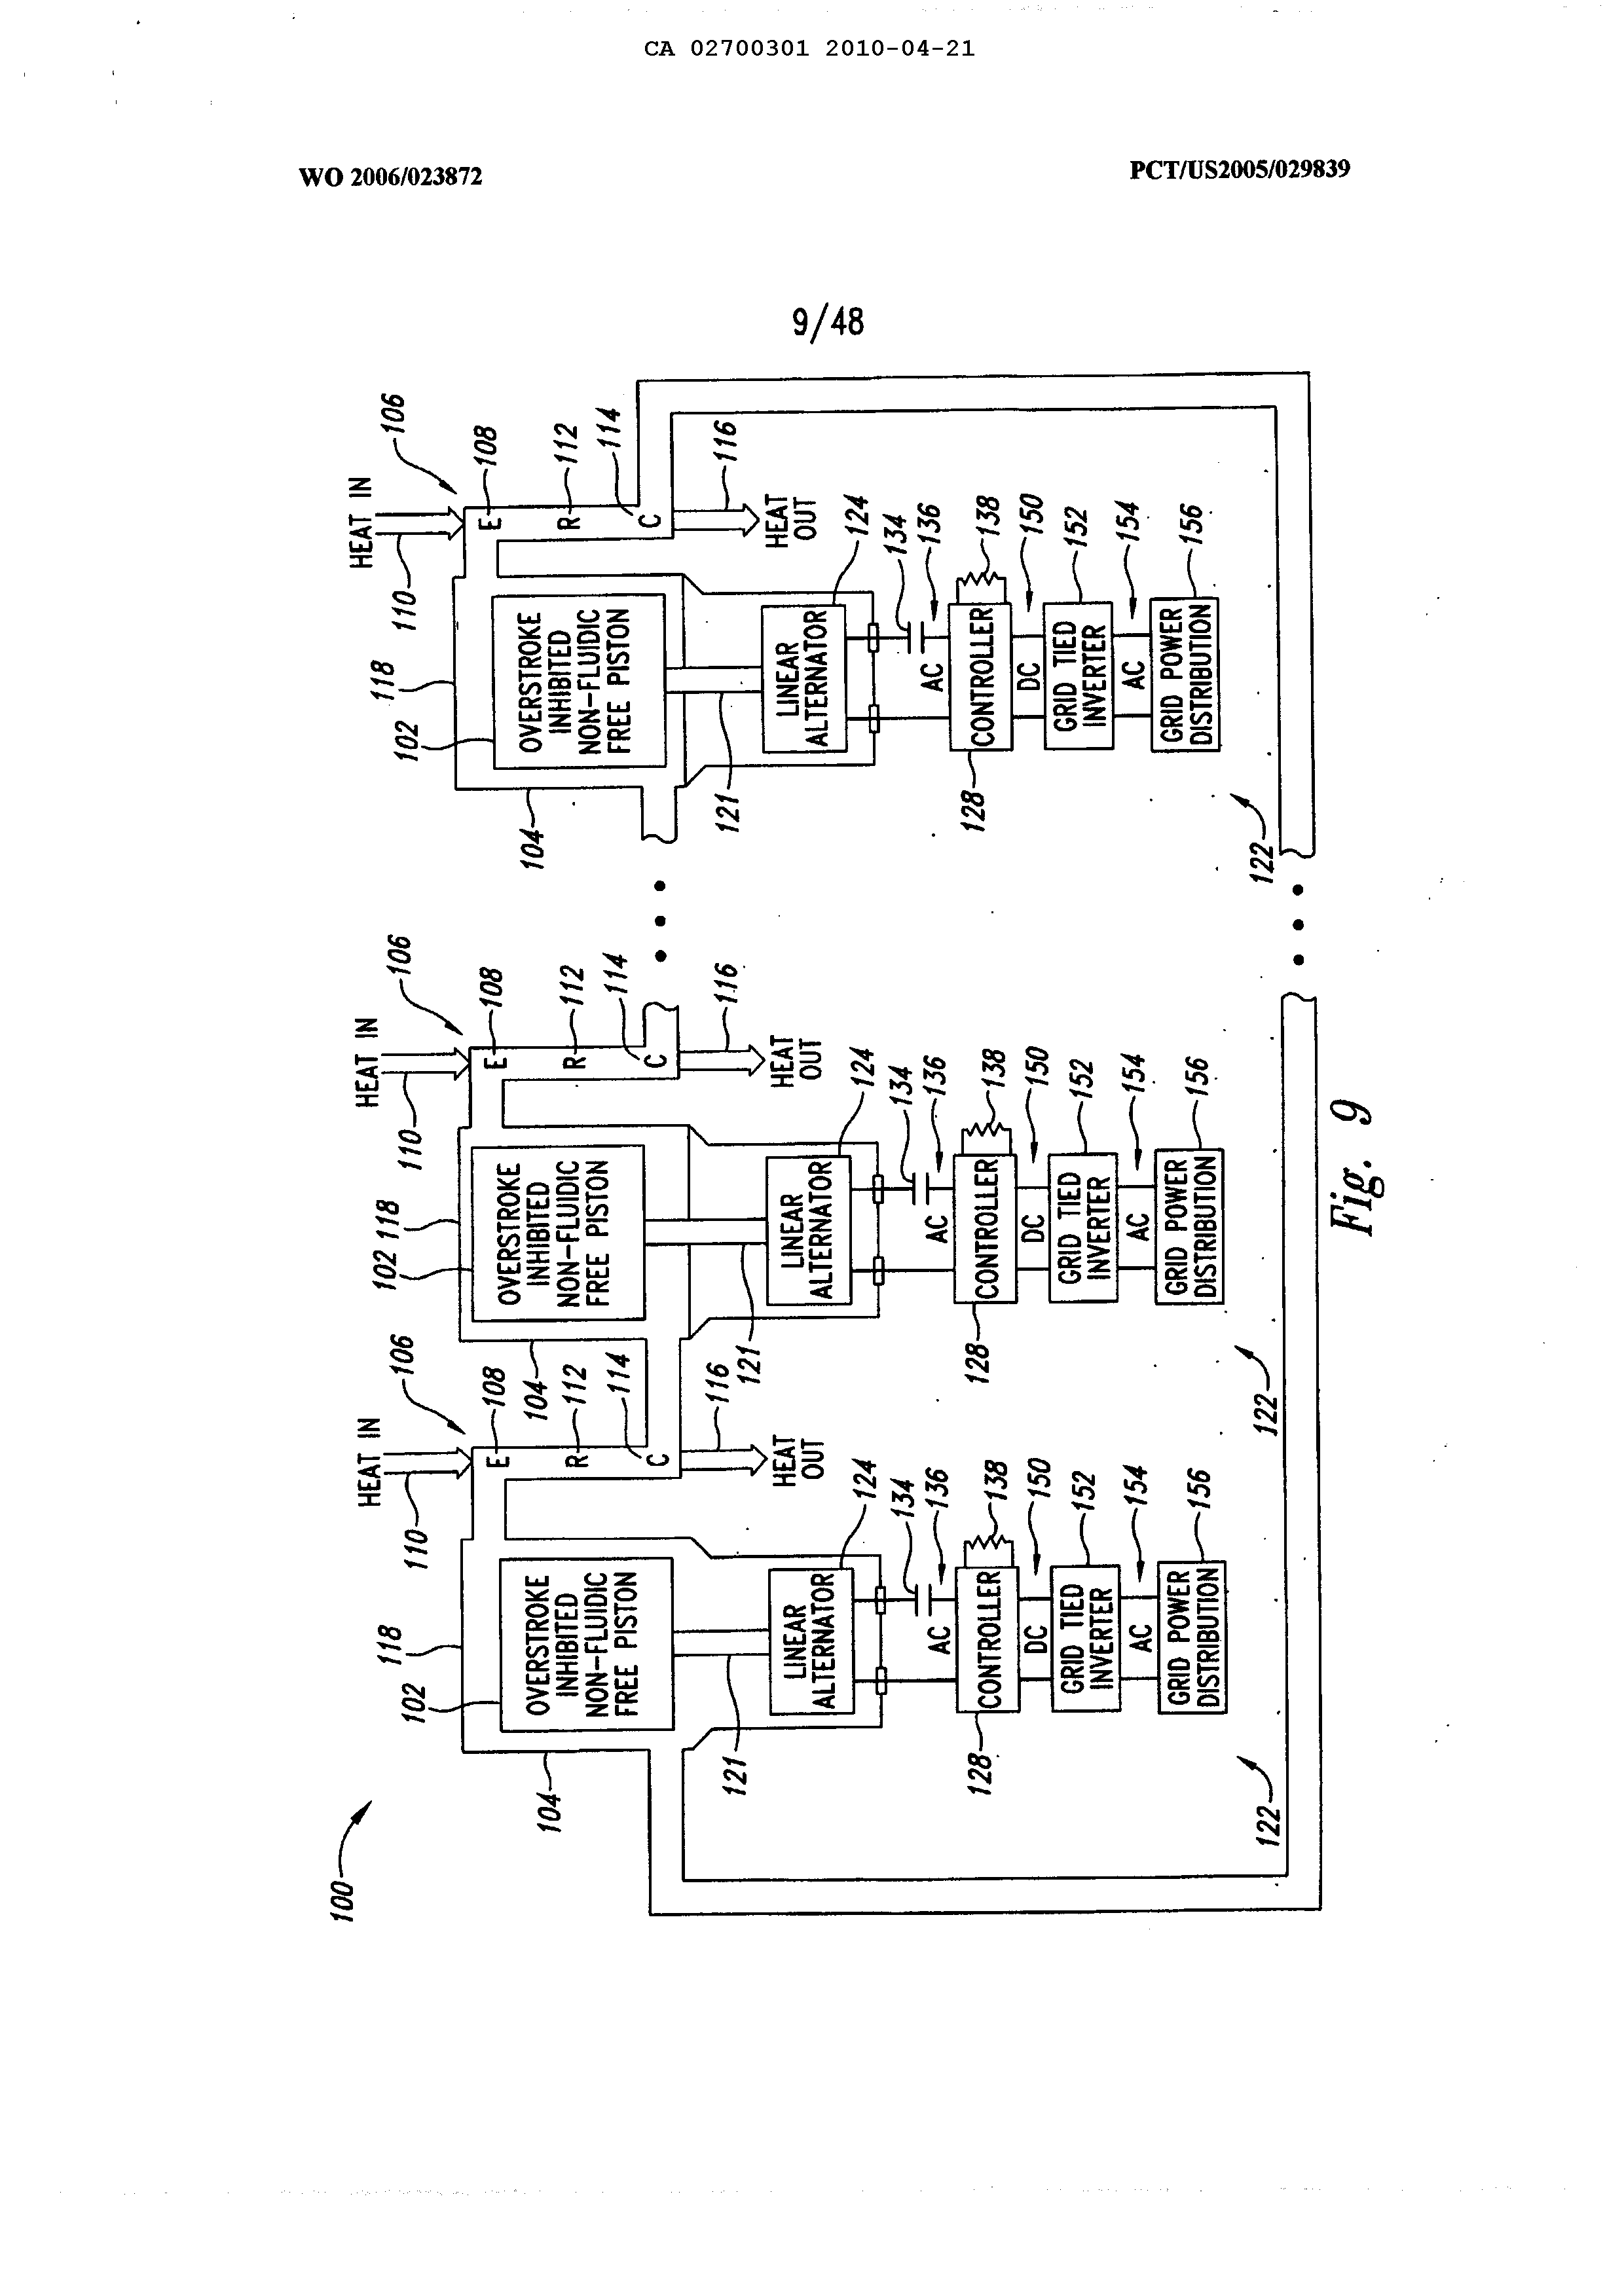 CA 02700301 2010-04-21
WO 2006/023872
PCT/US2005/029839
9/48
100
104
102
118
110
HEAT IN
106
108
E
112
R
114
C
116
HEAT
OUT
OVERSTROKE
INHIBITED
NON-FLUIDIC
FREE PISTON
121
LINEAR
ALTERNATOR
124
134
AC
136
CONTROLLER
128
138
DC
150
GRID TIED
INVERTER
152
AC
154
GRID POWER
DISTRIBUTION
156
122
104
102
118
110
HEAT IN
106
108
E
112
R
114
C
116
HEAT
OUT
OVERSTROKE
INHIBITED
NON-FLUIDIC
FREE PISTON
121
LINEAR
ALTERNATOR
124
134
AC
136
CONTROLLER
128
138
DC
150
GRID TIED
INVERTER
152
AC
154
GRID POWER
DISTRIBUTION
156
122
104
102
118
110
HEAT IN
106
108
E
112
R
114
C
116
HEAT
OUT
OVERSTROKE
INHIBITED
NON-FLUIDIC
FREE PISTON
121
LINEAR
ALTERNATOR
124
134
AC
136
CONTROLLER
128
138
DC
150
GRID TIED
INVERTER
152
AC
154
GRID POWER
DISTRIBUTION
156
122
Fig. 9